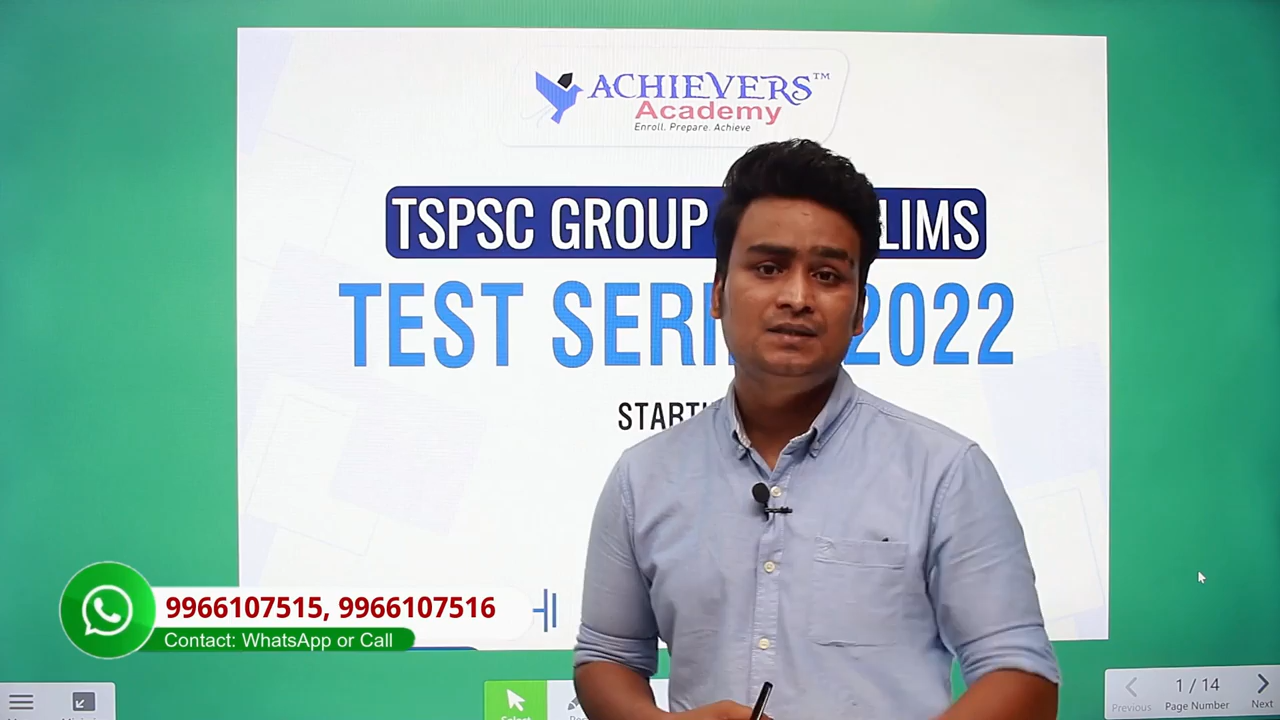 ACHIEVERS™
Academy
Enroll. Prepare. Achieve
TSPSC GROUP LIMS
TEST SERI 2022
START
9966107515, 9966107516
Contact: WhatsApp or Call
Select
1 / 14
Previous Page Number Next